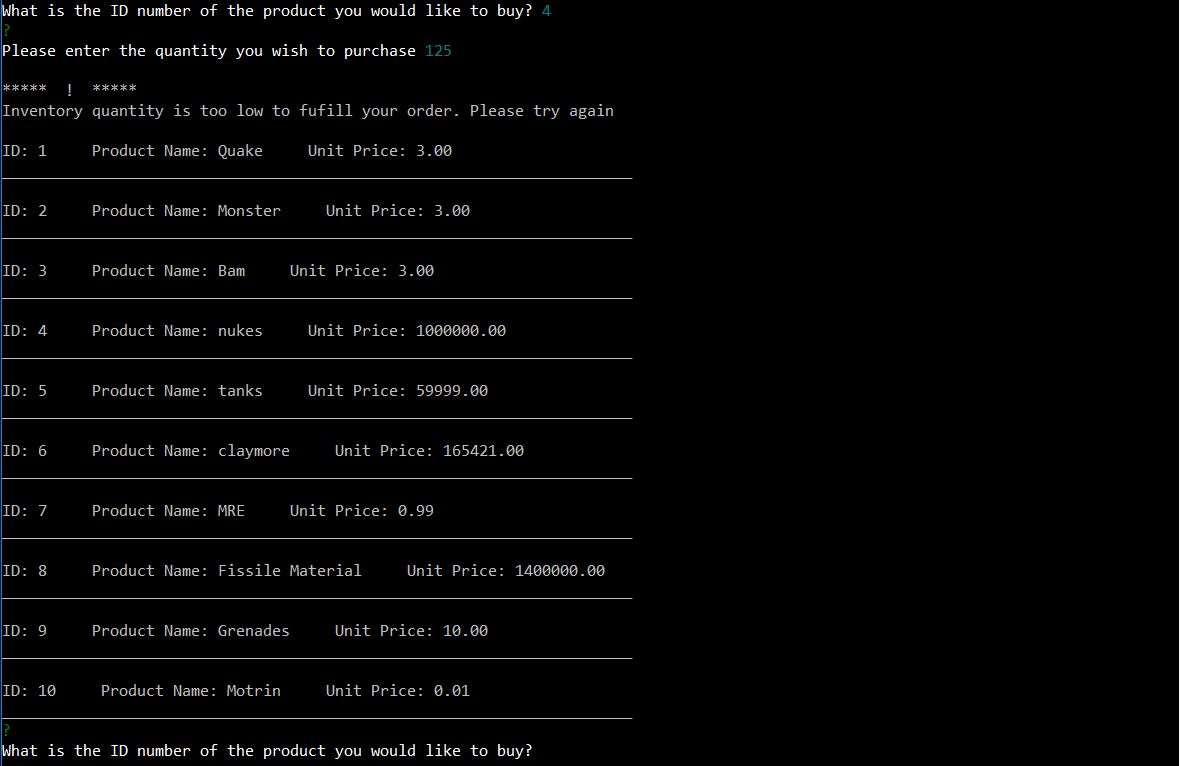 What is the ID number of the product you would like to buy? 4
?
Please enter the quantity you wish to purchase 125
*****  !  *****
Inventory quantity is too low to fufill your order. Please try again
ID: 1     Product Name: Quake     Unit Price: 3.00
ID: 2     Product Name: Monster     Unit Price: 3.00
ID: 3     Product Name: Bam     Unit Price: 3.00
ID: 4     Product Name: nukes     Unit Price: 1000000.00
ID: 5     Product Name: tanks     Unit Price: 59999.00
ID: 6     Product Name: claymore     Unit Price: 165421.00
ID: 7     Product Name: MRE     Unit Price: 0.99
ID: 8     Product Name: Fissile Material     Unit Price: 1400000.00
ID: 9     Product Name: Grenades     Unit Price: 10.00
ID: 10     Product Name: Motrin     Unit Price: 0.01
?
What is the ID number of the product you would like to buy?